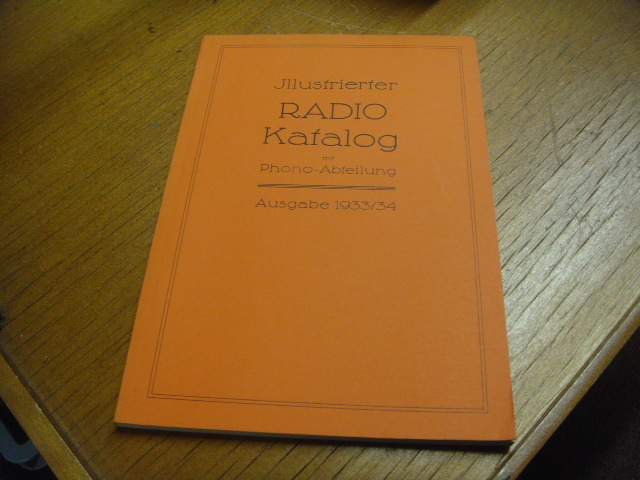 Jllustrierter
RADIO
Katalog
mit
Phono-Abteilung
Ausgabe 1933/34